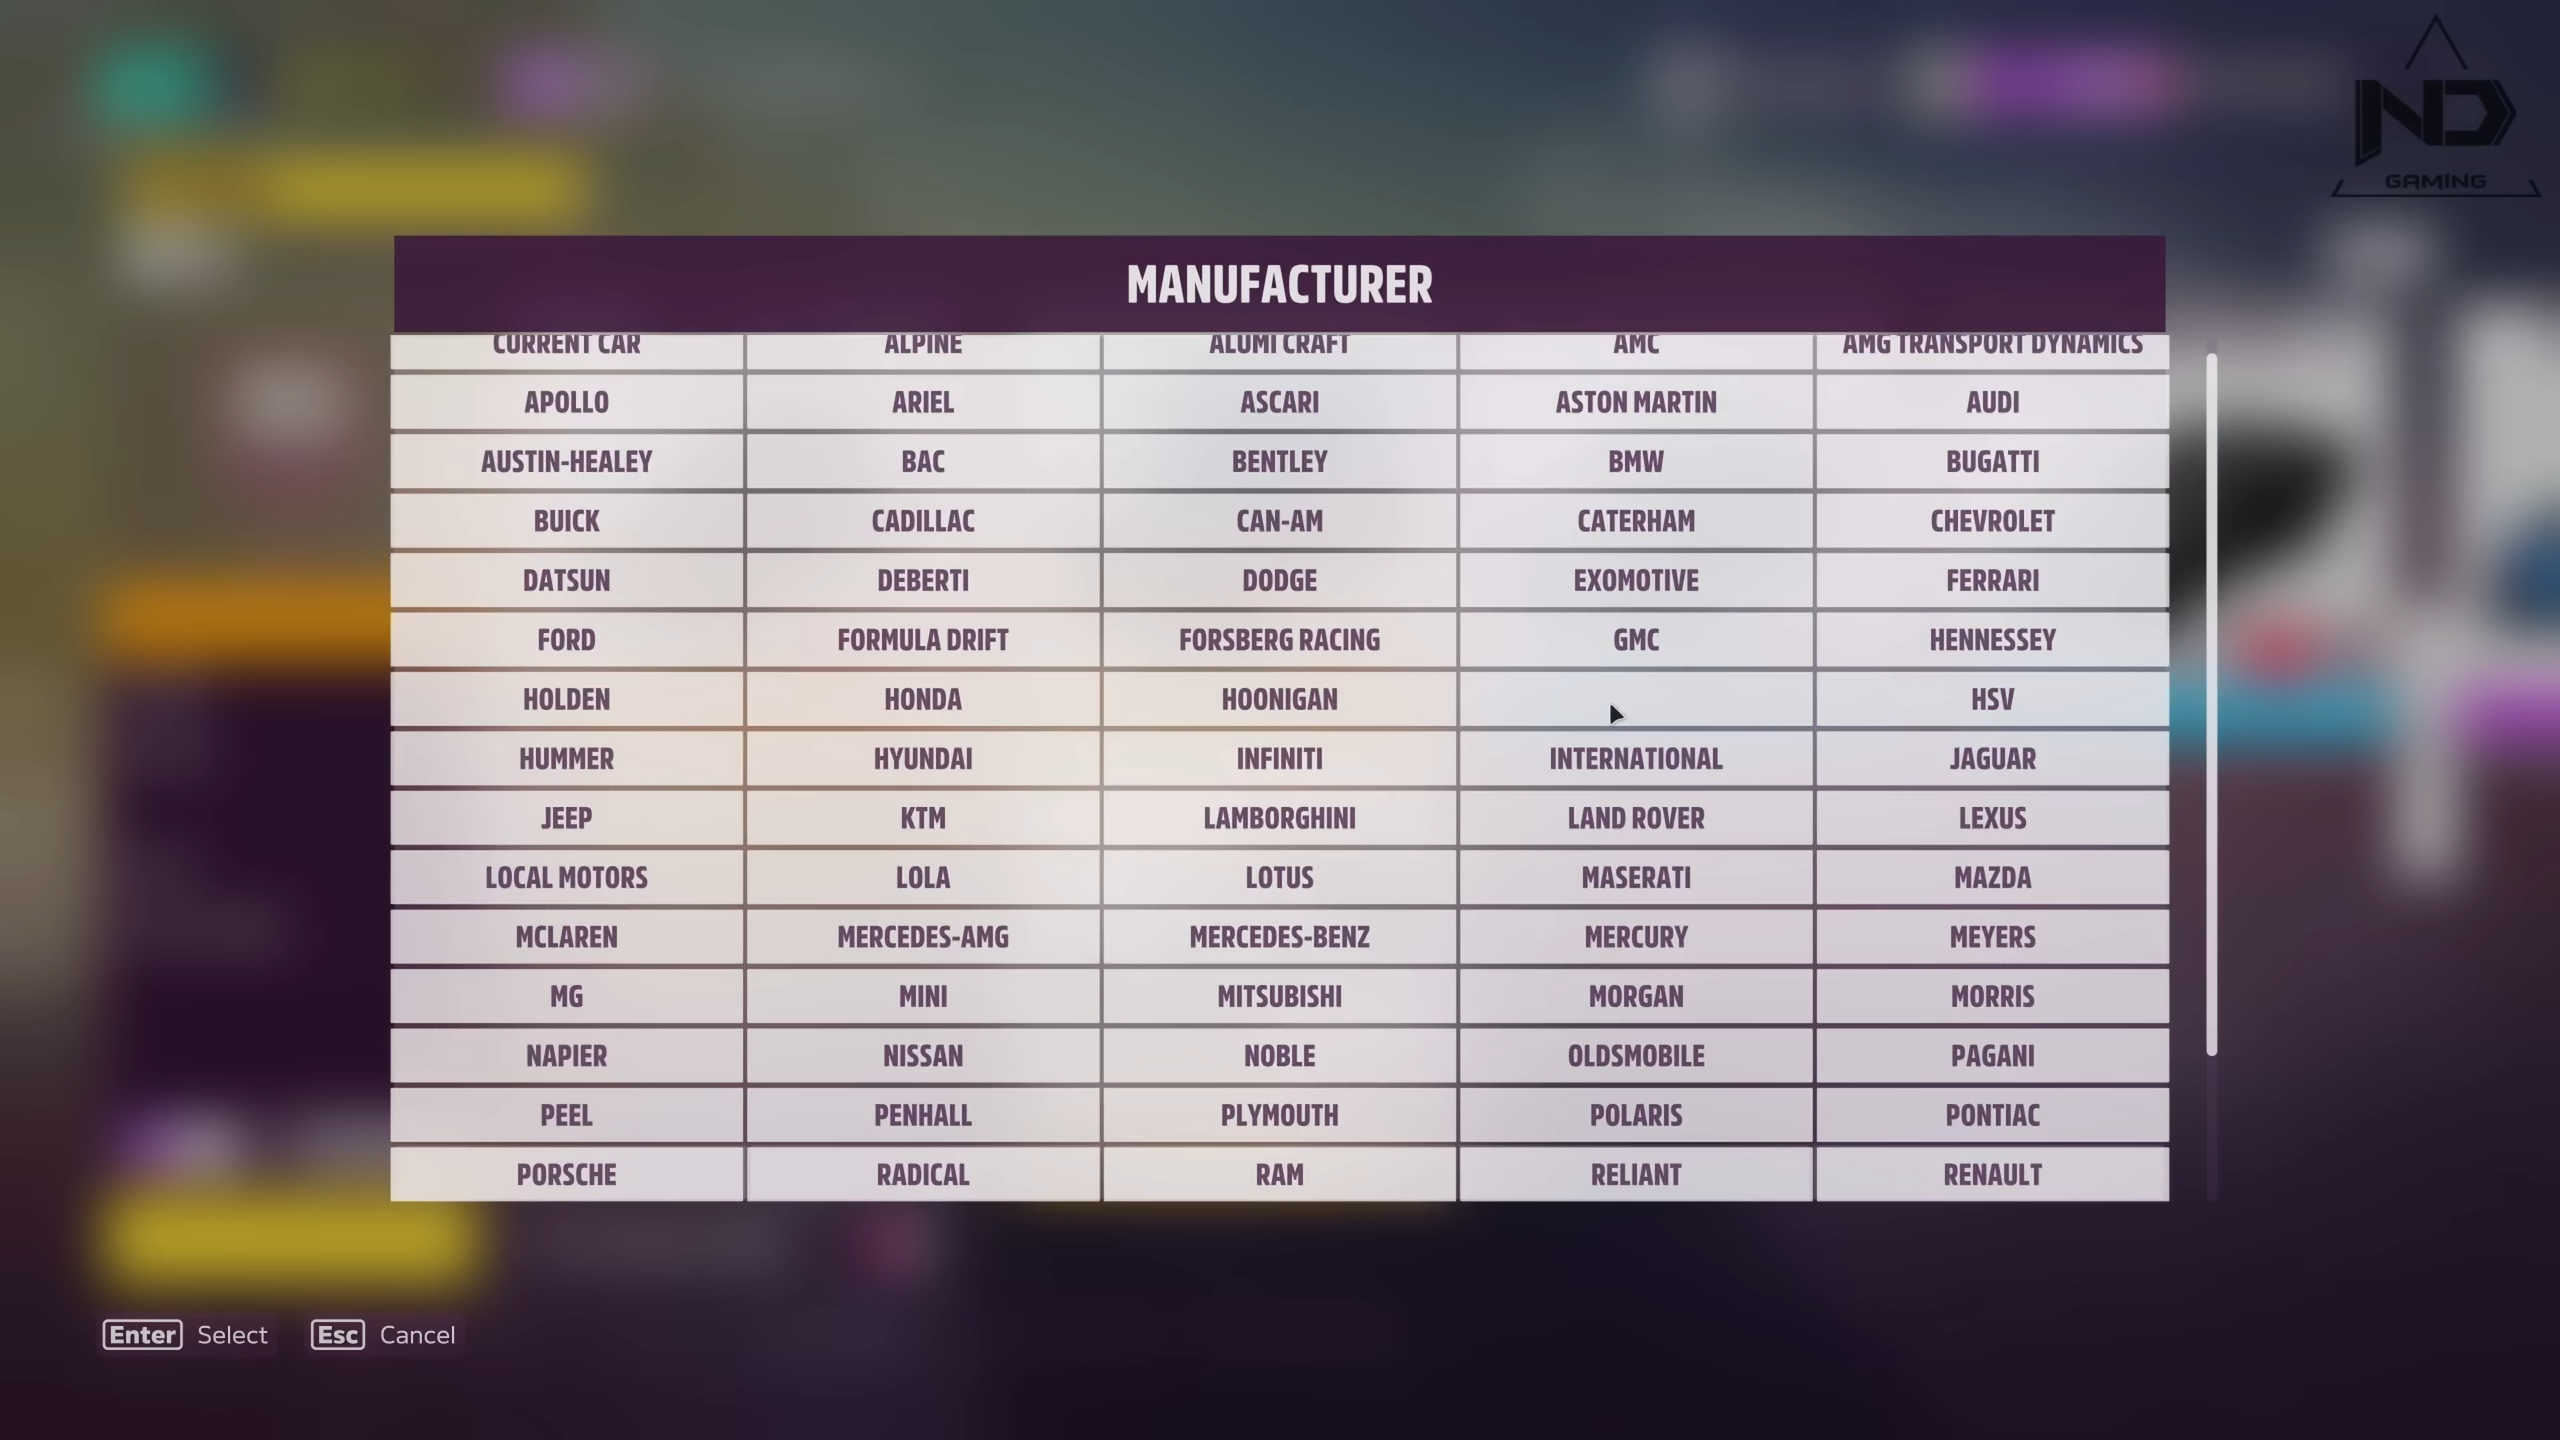 ND
GAMING
MANUFACTURER
CURRENT CAR ALPINE ALUMI CRAFT AMC AMG TRANSPORT DYNAMICS
APOLLO ARIEL ASCARI ASTON MARTIN AUDI
AUSTIN-HEALEY BAC BENTLEY BMW BUGATTI
BUICK CADILLAC CAN-AM CATERHAM CHEVROLET
DATSUN DEBERTI DODGE EXOMOTIVE FERRARI
FORD FORMULA DRIFT FORSBERG RACING GMC HENNESSEY
HOLDEN HONDA HOONIGAN HSV
HUMMER HYUNDAI INFINITI INTERNATIONAL JAGUAR
JEEP KTM LAMBORGHINI LAND ROVER LEXUS
LOCAL MOTORS LOLA LOTUS MASERATI MAZDA
MCLAREN MERCEDES-AMG MERCEDES-BENZ MERCURY MEYERS
MG MINI MITSUBISHI MORGAN MORRIS
NAPIER NISSAN NOBLE OLDSMOBILE PAGANI
PEEL PENHALL PLYMOUTH POLARIS PONTIAC
PORSCHE RADICAL RAM RELIANT RENAULT
Enter Select Esc Cancel